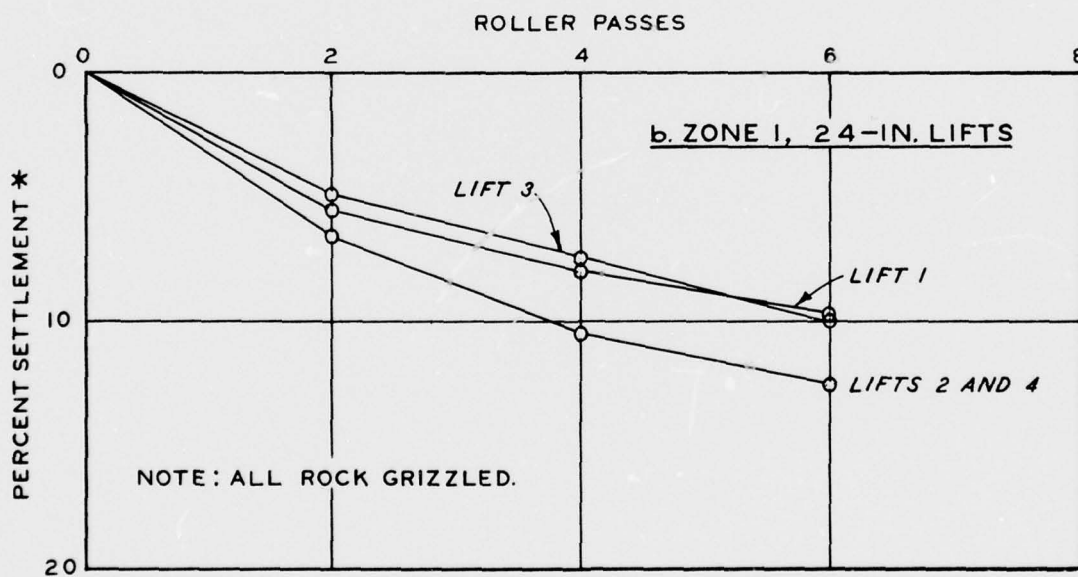 ROLLER PASSES
0 2 4 6 8
0
b. ZONE 1, 24-IN. LIFTS
LIFT 3
LIFT 1
10
LIFTS 2 AND 4
PERCENT SETTLEMENT *
NOTE: ALL ROCK GRIZZLED.
20